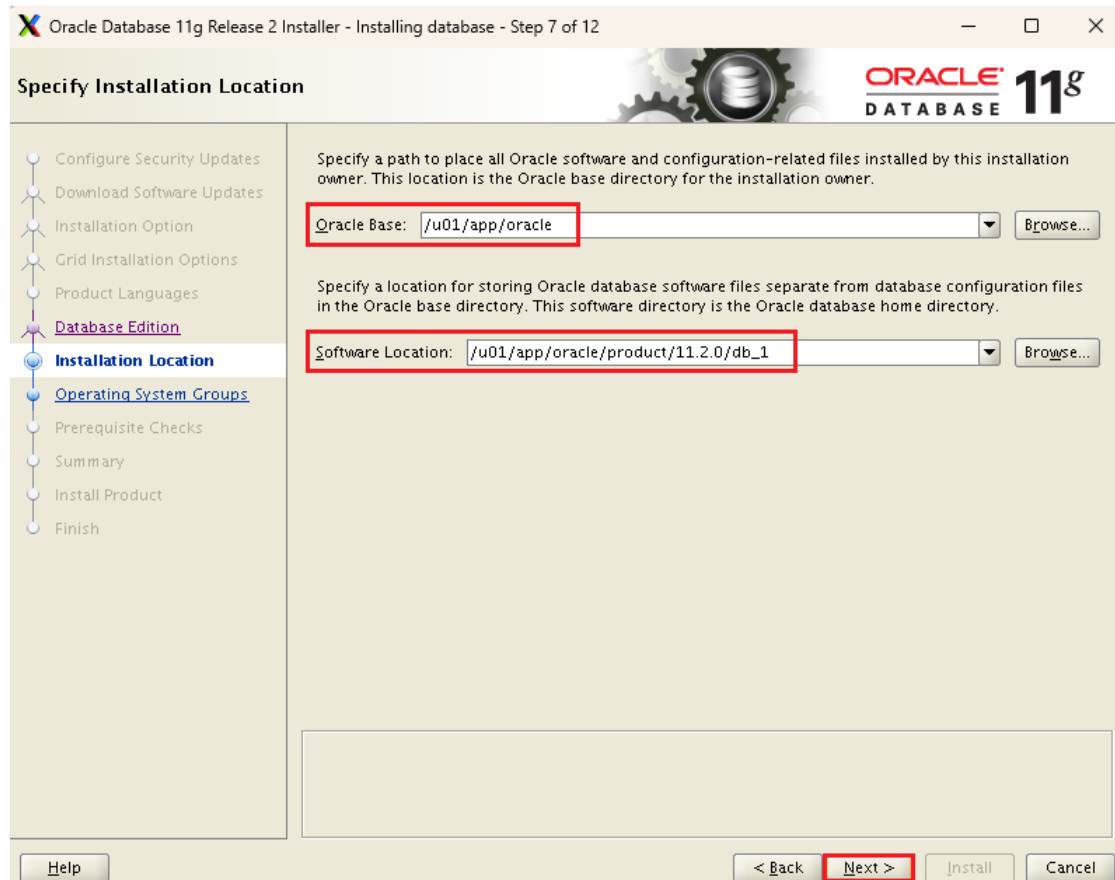 Oracle Database 11g Release 2 Installer - Installing database - Step 7 of 12
Specify Installation Location
ORACLE DATABASE 11g
Configure Security Updates
Download Software Updates
Installation Option
Grid Installation Options
Product Languages
Database Edition
Installation Location
Operating System Groups
Prerequisite Checks
Summary
Install Product
Finish
Specify a path to place all Oracle software and configuration-related files installed by this installation
owner. This location is the Oracle base directory for the installation owner.
Oracle Base: /u01/app/oracle Browse...
Specify a location for storing Oracle database software files separate from database configuration files
in the Oracle base directory. This software directory is the Oracle database home directory.
Software Location: /u01/app/oracle/product/11.2.0/db_1 Browse...
Help < Back Next > Install Cancel